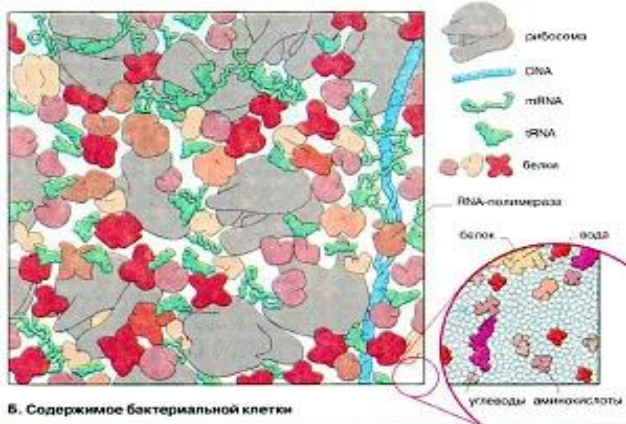 рибосома
DNA
mRNA
tRNA
белки
RNA-полимераза
белок вода
углеводы аминокислоты
Б. Содержимое бактериальной клетки